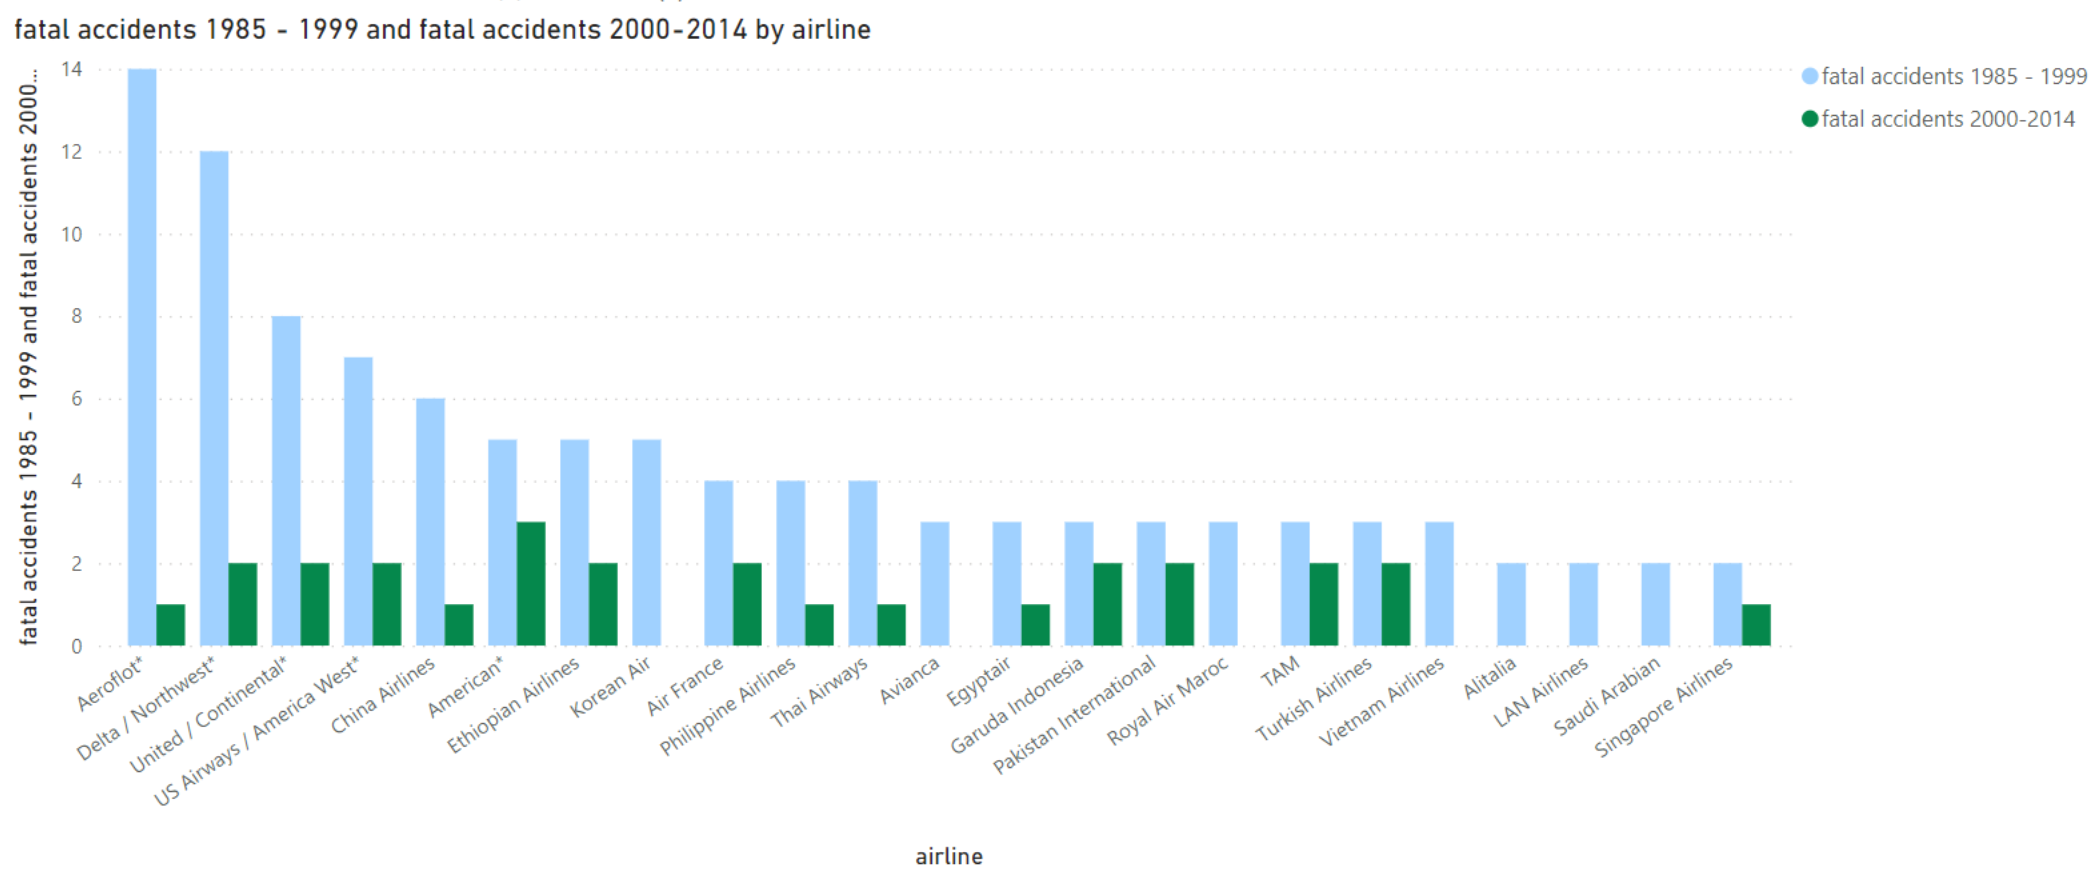 fatal accidents 1985 - 1999 and fatal accidents 2000-2014 by airline
fatal accidents 1985 - 1999 and fatal accidents 2000...
14
12
10
8
6
4
2
0
fatal accidents 1985 - 1999
fatal accidents 2000-2014
Aeroflot*
Delta / Northwest*
United / Continental*
US Airways / America West*
China Airlines
American*
Ethiopian Airlines
Korean Air
Air France
Philippine Airlines
Thai Airways
Avianca
Egyptair
Garuda Indonesia
Pakistan International
Royal Air Maroc
TAM
Turkish Airlines
Vietnam Airlines
Alitalia
LAN Airlines
Saudi Arabian
Singapore Airlines
airline